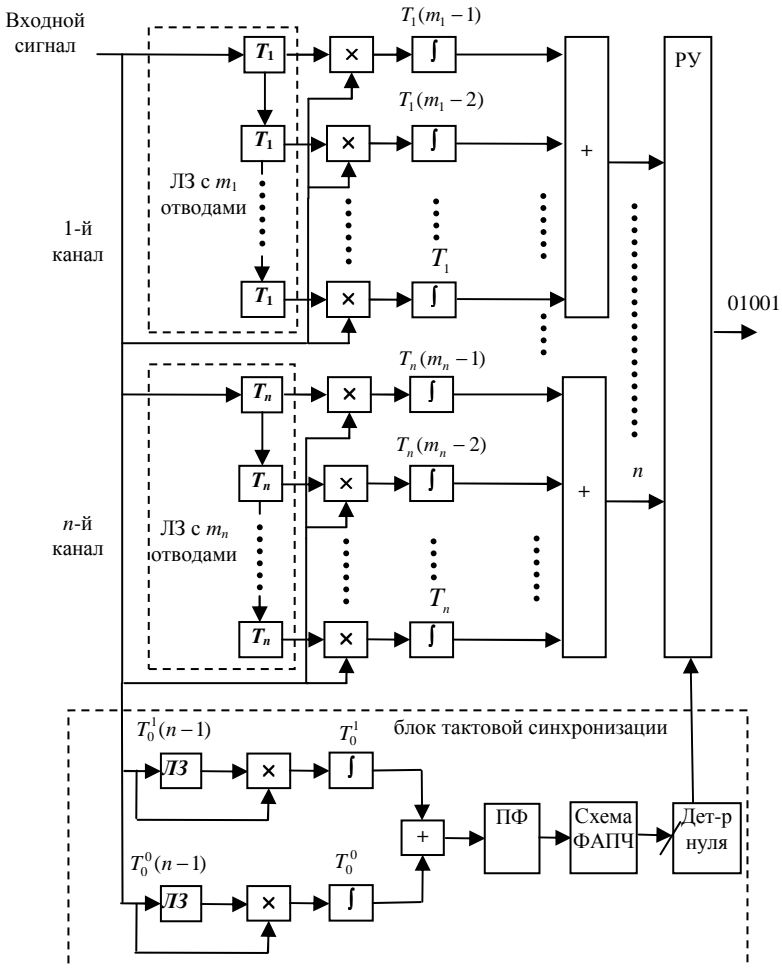 Входной
сигнал
T₁
×
∫
T₁(m₁ − 1)
РУ
T₁
×
∫
T₁(m₁ − 2)
+
ЛЗ с m₁
отводами
1-й
канал
T₁
×
∫
T₁
01001
Tₙ
×
∫
Tₙ(mₙ − 1)
Tₙ
×
∫
Tₙ(mₙ − 2)
+
n
n-й
канал
ЛЗ с mₙ
отводами
Tₙ
×
∫
Tₙ
блок тактовой синхронизации
T₀¹(n − 1)
ЛЗ
×
∫
T₀¹
+
ПФ
Схема
ФАПЧ
Дет-р
нуля
T₀⁰(n − 1)
ЛЗ
×
∫
T₀⁰